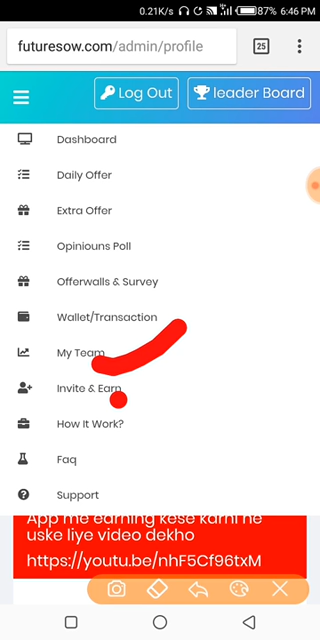 0.21K/s 87% 6:46 PM
futuresow.com/admin/profile 25
Log Out leader Board
Dashboard
Daily Offer
Extra Offer
Opiniouns Poll
Offerwalls & Survey
Wallet/Transaction
My Team
Invite & Earn
How It Work?
Faq
Support
App me earning kese karni he
uske liye video dekho
https://youtu.be/nhF5Cf96txM